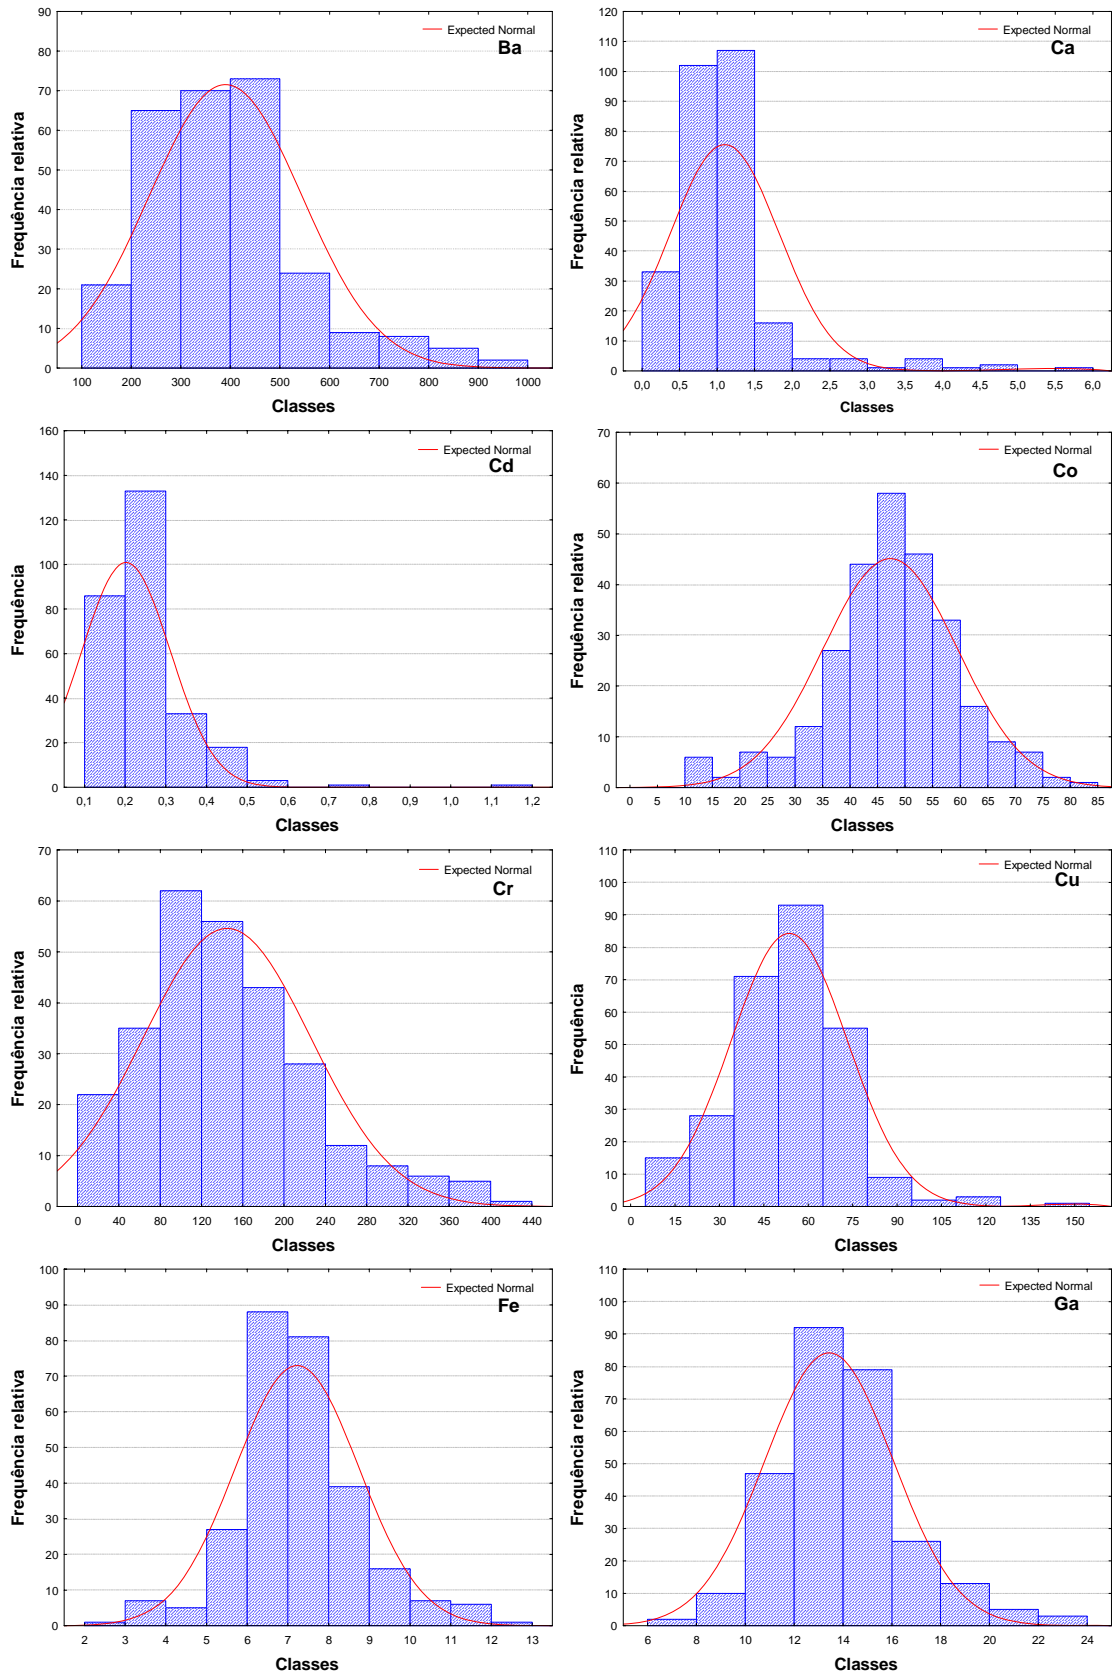 Expected Normal
Ba
Frequência relativa
90
80
70
60
50
40
30
20
10
0
100 200 300 400 500 600 700 800 900 1000
Classes
Expected Normal
Ca
Frequência relativa
120
110
100
90
80
70
60
50
40
30
20
10
0
0,0 0,5 1,0 1,5 2,0 2,5 3,0 3,5 4,0 4,5 5,0 5,5 6,0
Classes
Expected Normal
Cd
Frequência
160
140
120
100
80
60
40
20
0
0,1 0,2 0,3 0,4 0,5 0,6 0,7 0,8 0,9 1,0 1,1 1,2
Classes
Expected Normal
Co
Frequência relativa
70
60
50
40
30
20
10
0
0 5 10 15 20 25 30 35 40 45 50 55 60 65 70 75 80 85
Classes
Expected Normal
Cr
Frequência relativa
70
60
50
40
30
20
10
0
0 40 80 120 160 200 240 280 320 360 400 440
Classes
Expected Normal
Cu
Frequência
110
100
90
80
70
60
50
40
30
20
10
0
0 15 30 45 60 75 90 105 120 135 150
Classes
Expected Normal
Fe
Frequência relativa
100
90
80
70
60
50
40
30
20
10
0
2 3 4 5 6 7 8 9 10 11 12 13
Classes
Expected Normal
Ga
Frequência relativa
110
100
90
80
70
60
50
40
30
20
10
0
6 8 10 12 14 16 18 20 22 24
Classes